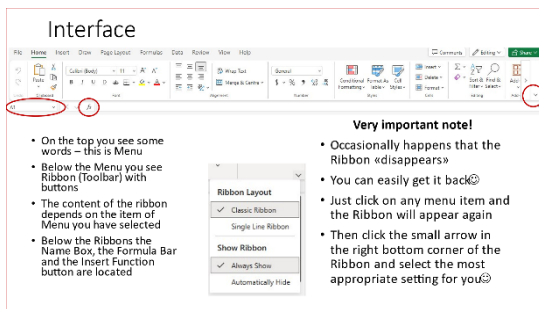 Interface
File Home Insert Draw Page Layout Formulas Data Review View Help Comments Editing Share
Paste Calibri (Body) 11 A A Wrap Text General Conditional Format As Cell Insert Σ Sort & Find &
B I U D Merge & Centre $ % 9 Formatting Table Styles Delete Filter Select
Format
Clipboard Font Alignment Number Styles Cells Editing
A1 fx
• On the top you see some
words – this is Menu
• Below the Menu you see
Ribbon (Toolbar) with
buttons
• The content of the ribbon
depends on the item of
Menu you have selected
• Below the Ribbons the
Name Box, the Formula Bar
and the Insert Function
button are located
Ribbon Layout
✓ Classic Ribbon
Single Line Ribbon
Show Ribbon
✓ Always Show
Automatically Hide
Very important note!
• Occasionally happens that the
Ribbon «disappears»
• You can easily get it back☺
• Just click on any menu item and
the Ribbon will appear again
• Then click the small arrow in
the right bottom corner of the
Ribbon and select the most
appropriate setting for you☺